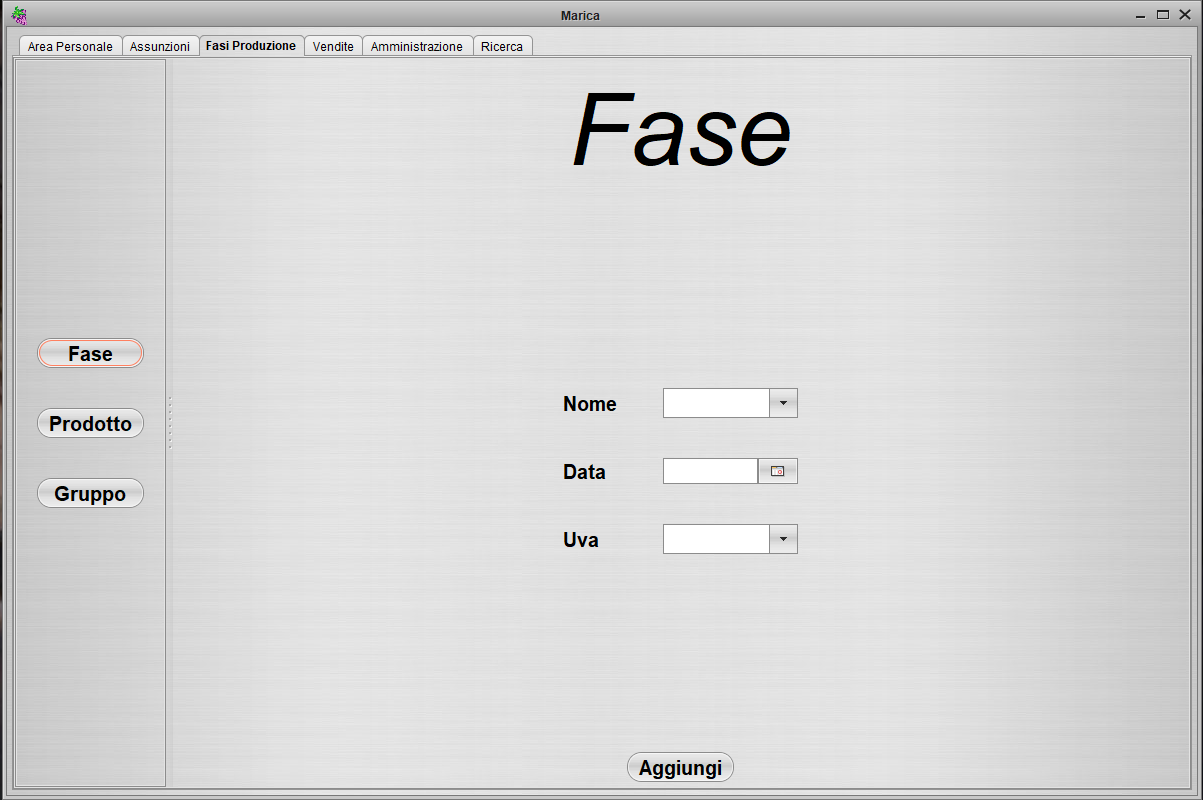 Marica
Area Personale Assunzioni Fasi Produzione Vendite Amministrazione Ricerca
Fase
Fase
Prodotto
Gruppo
Nome
Data
Uva
Aggiungi